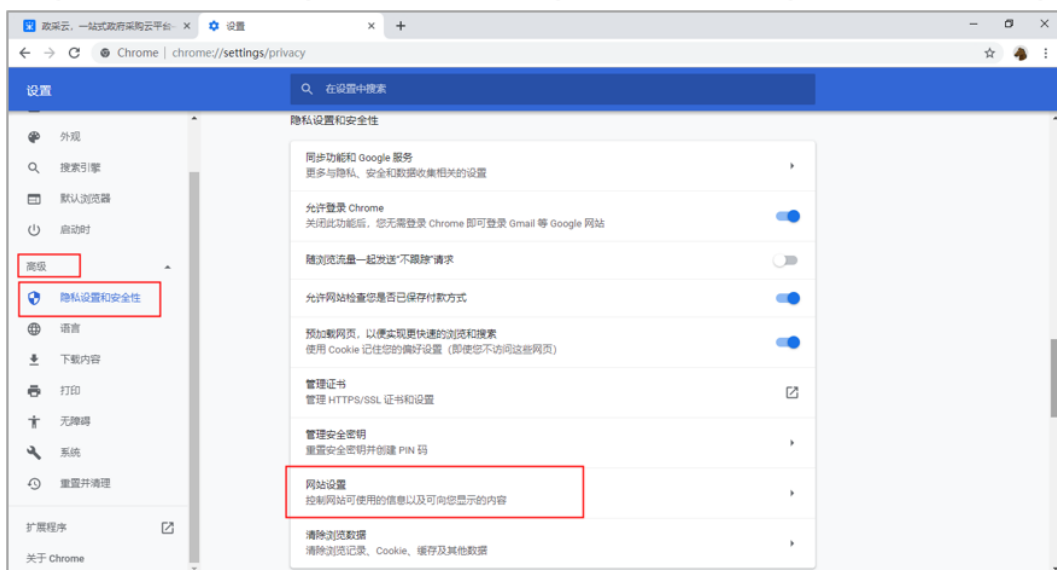 政采云，一站式政府采购云平台-
设置
Chrome | chrome://settings/privacy
设置
在设置中搜索
外观
搜索引擎
默认浏览器
启动时
高级
隐私设置和安全性
语言
下载内容
打印
无障碍
系统
重置并清理
扩展程序
关于 Chrome
隐私设置和安全性
同步功能和 Google 服务
更多与隐私、安全和数据收集相关的设置
允许登录 Chrome
关闭此功能后，您无需登录 Chrome 即可登录 Gmail 等 Google 网站
随浏览流量一起发送“不跟踪”请求
允许网站检查您是否已保存付款方式
预加载网页，以便实现更快速的浏览和搜索
使用 Cookie 记住您的偏好设置（即使您不访问这些网页）
管理证书
管理 HTTPS/SSL 证书和设置
管理安全密钥
重置安全密钥并创建 PIN 码
网站设置
控制网站可使用的信息以及可向您显示的内容
清除浏览数据
清除浏览记录、Cookie、缓存及其他数据